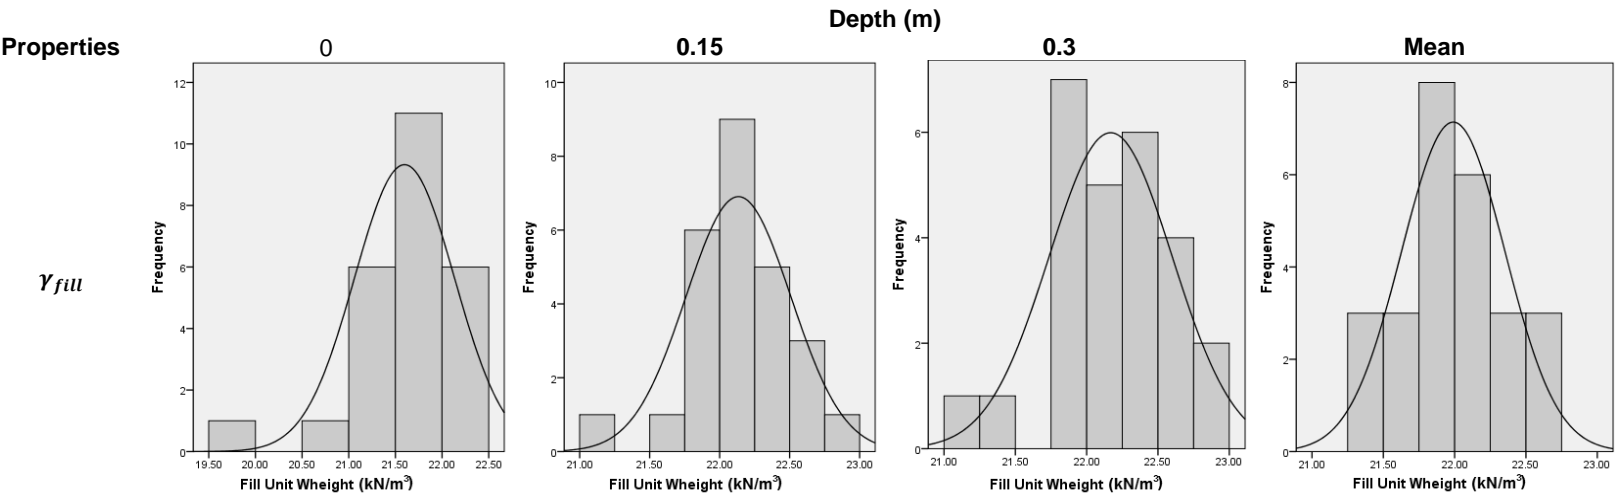 Depth (m)
Properties 0 0.15 0.3 Mean
γfill
Frequency
12
10
8
6
4
2
0
19.50 20.00 20.50 21.00 21.50 22.00 22.50
Fill Unit Wheight (kN/m³)
Frequency
10
8
6
4
2
0
21.00 21.50 22.00 22.50 23.00
Fill Unit Wheight (kN/m³)
Frequency
6
4
2
0
21.00 21.50 22.00 22.50 23.00
Fill Unit Wheight (kN/m³)
Frequency
8
6
4
2
0
21.00 21.50 22.00 22.50 23.00
Fill Unit Wheight (kN/m³)